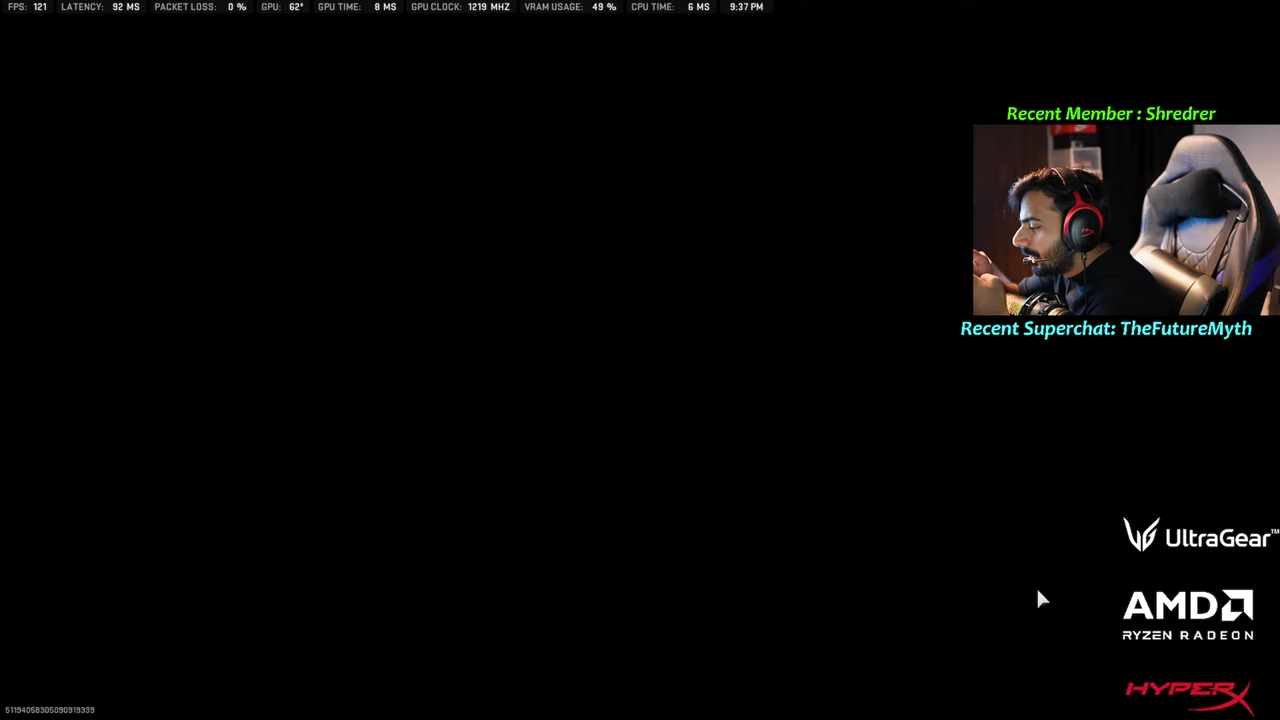 FPS: 121 LATENCY: 92 MS PACKET LOSS: 0 % GPU: 62° GPU TIME: 8 MS GPU CLOCK: 1219 MHZ VRAM USAGE: 49 % CPU TIME: 6 MS 9:37 PM
Recent Member : Shredrer
Recent Superchat: TheFutureMyth
UltraGear™
AMD
RYZEN RADEON
HYPERX
51194058305090919339